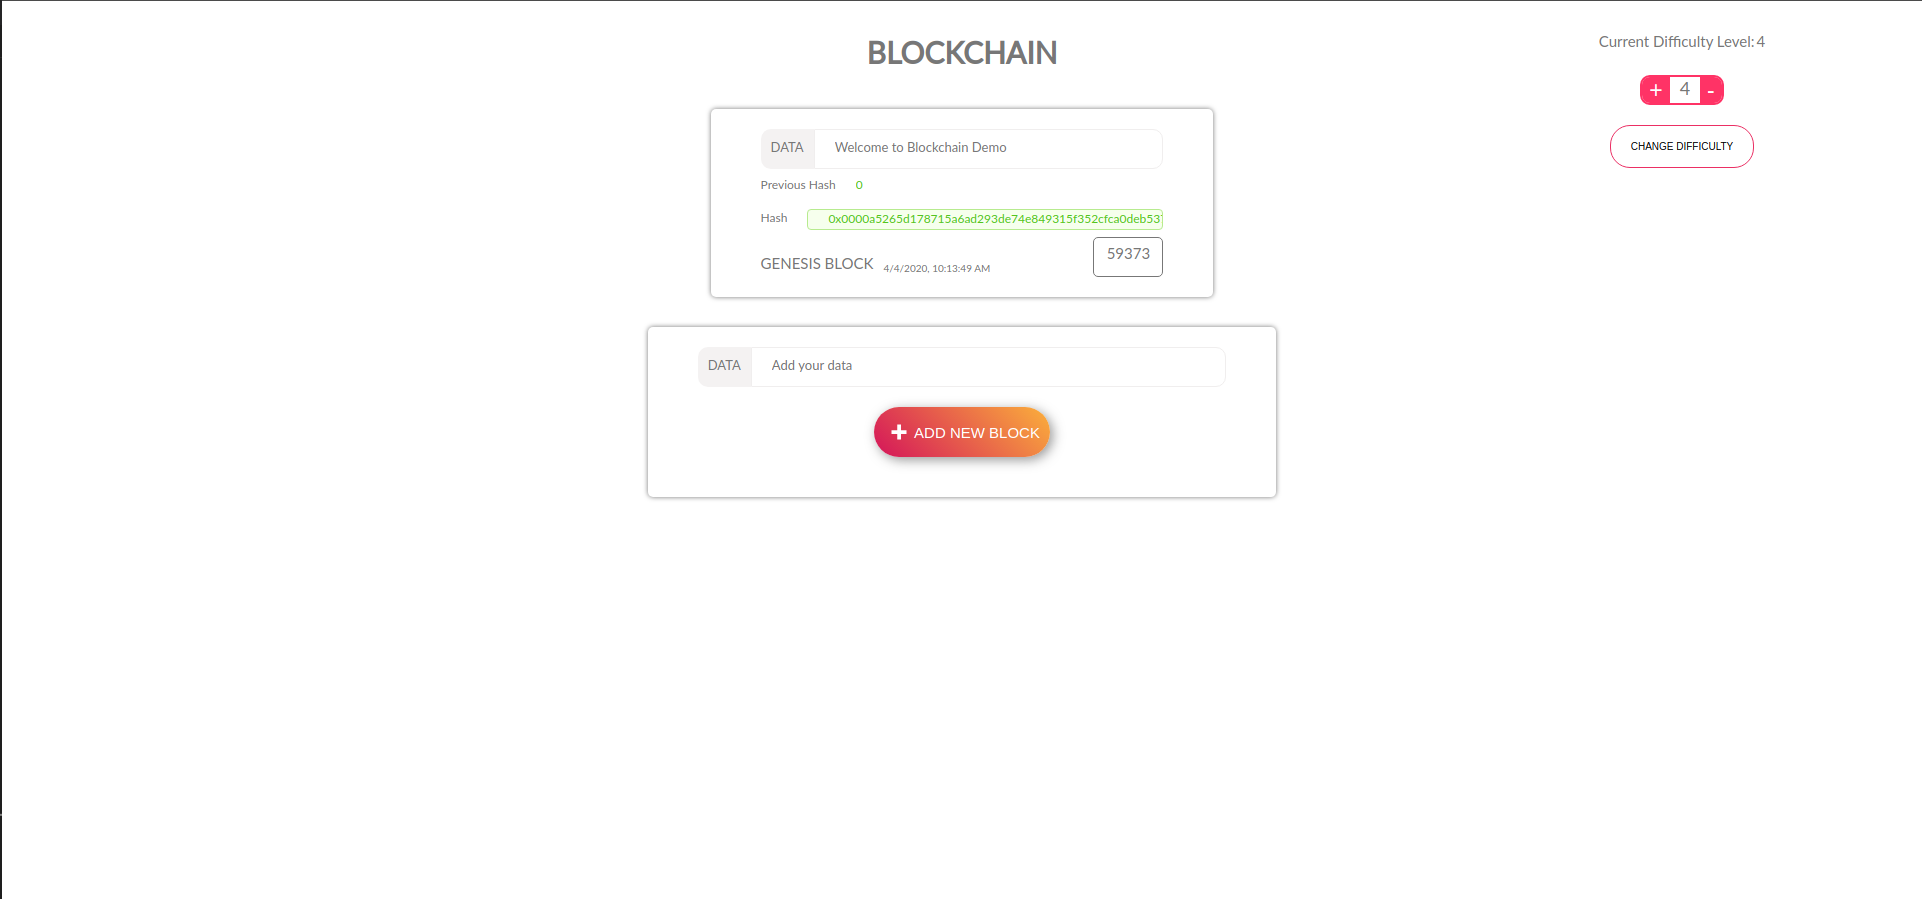 BLOCKCHAIN
Current Difficulty Level: 4
+ 4 -
CHANGE DIFFICULTY
DATA Welcome to Blockchain Demo
Previous Hash 0
Hash 0x0000a5265d178715a6ad293de74e849315f352cfca0deb537
GENESIS BLOCK 4/4/2020, 10:13:49 AM 59373
DATA Add your data
+ ADD NEW BLOCK